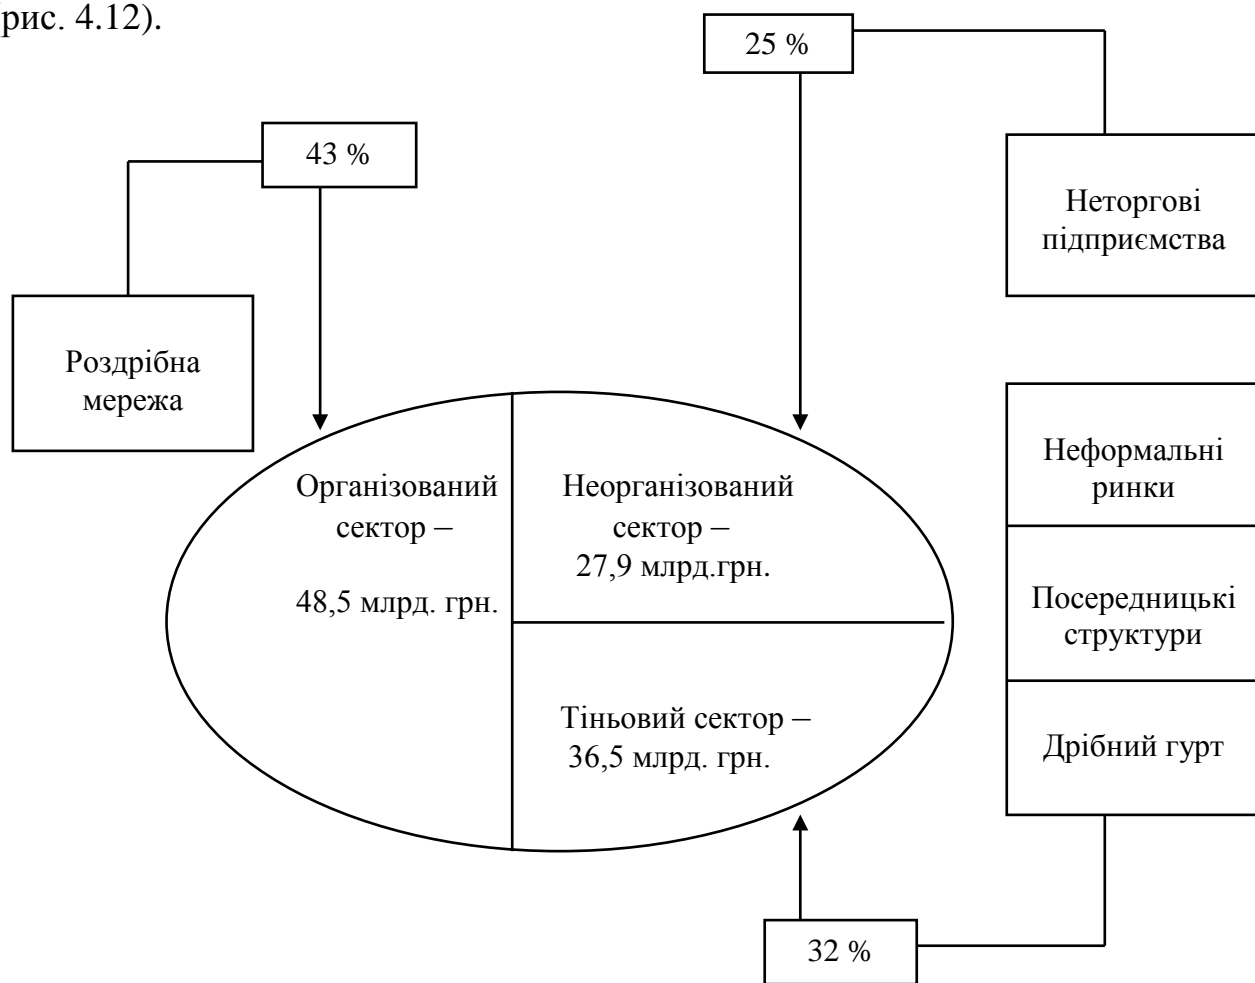 рис. 4.12).
25 %
43 %
Неторгові
підприємства
Роздрібна
мережа
Неформальні
ринки
Організований
сектор –
48,5 млрд. грн.
Неорганізований
сектор –
27,9 млрд.грн.
Посередницькі
структури
Тіньовий сектор –
36,5 млрд. грн.
Дрібний гурт
32 %